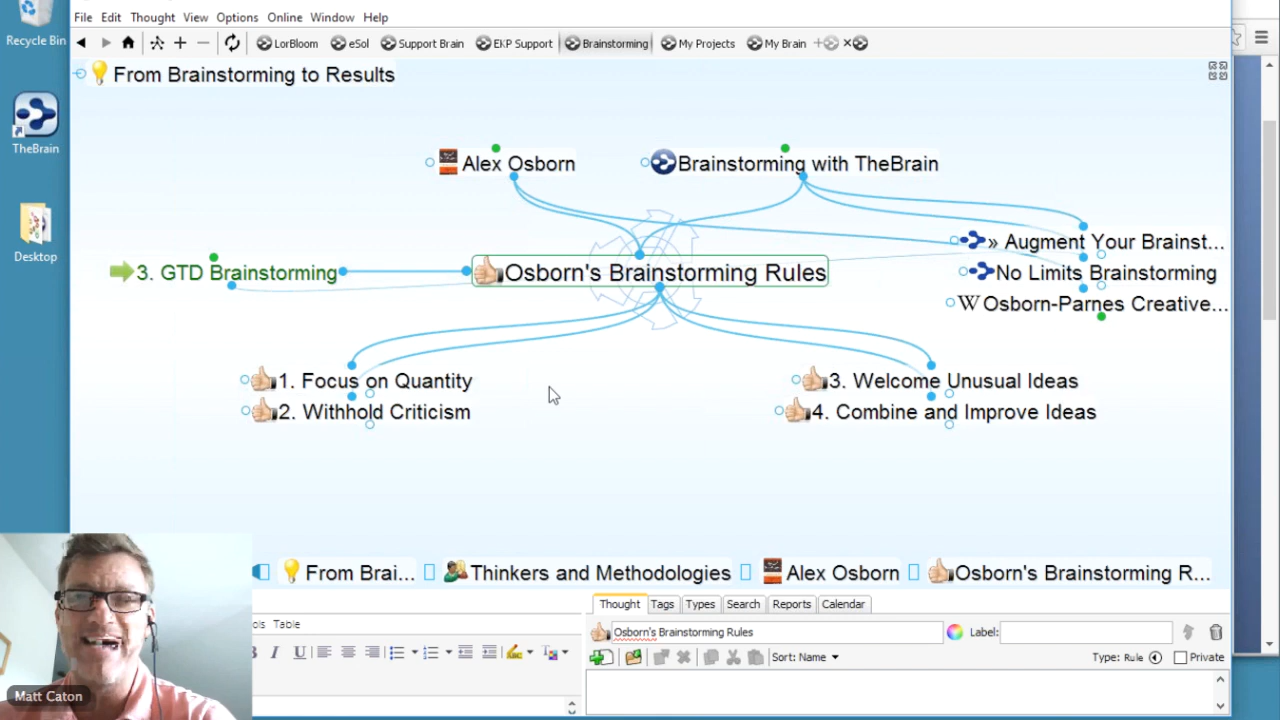 File Edit Thought View Options Online Window Help
LorBloom eSol Support Brain EKP Support Brainstorming My Projects My Brain
Recycle Bin
From Brainstorming to Results
TheBrain
Alex Osborn Brainstorming with TheBrain
» Augment Your Brainst...
3. GTD Brainstorming Osborn's Brainstorming Rules No Limits Brainstorming
Desktop
W Osborn-Parnes Creative...
1. Focus on Quantity 3. Welcome Unusual Ideas
2. Withhold Criticism 4. Combine and Improve Ideas
From Brai... Thinkers and Methodologies Alex Osborn Osborn's Brainstorming R...
Thought Tags Types Search Reports Calendar
Table
Osborn's Brainstorming Rules Label:
B I U
Sort: Name Type: Rule Private
Matt Caton